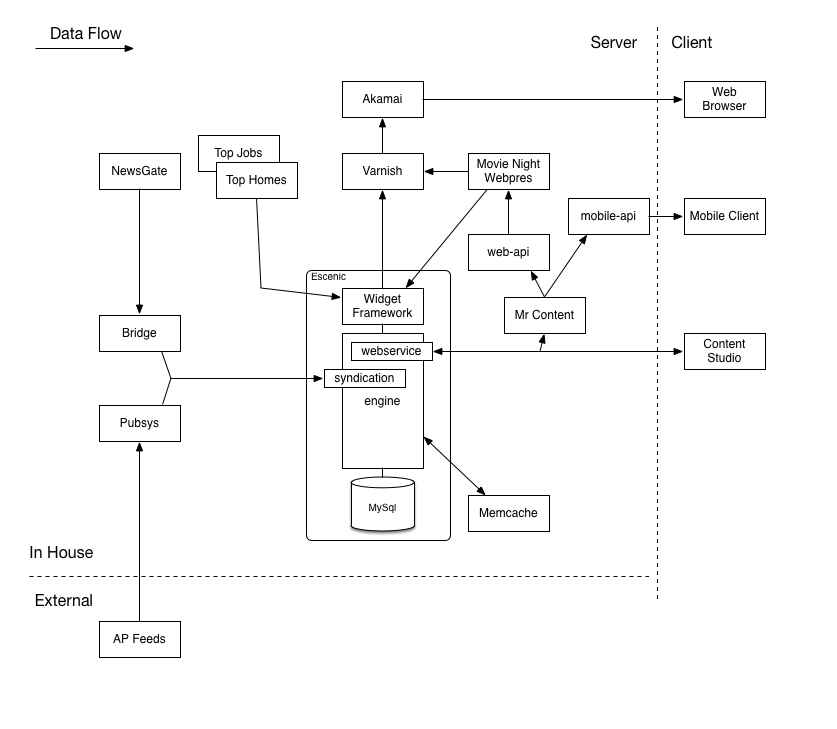 Data Flow
Server
Client
Akamai
Web
Browser
Top Jobs
Top Homes
NewsGate
Varnish
Movie Night
Webpres
mobile-api
Mobile Client
web-api
Escenic
Widget
Framework
Mr Content
Bridge
webservice
Content
Studio
syndication
engine
Pubsys
MySql
Memcache
In House
External
AP Feeds